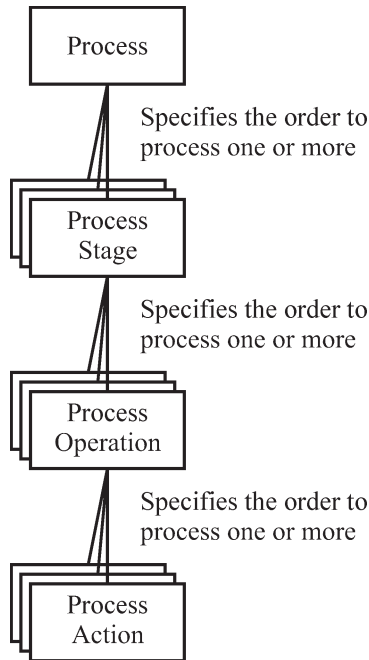 Process
Specifies the order to
process one or more
Process
Stage
Specifies the order to
process one or more
Process
Operation
Specifies the order to
process one or more
Process
Action